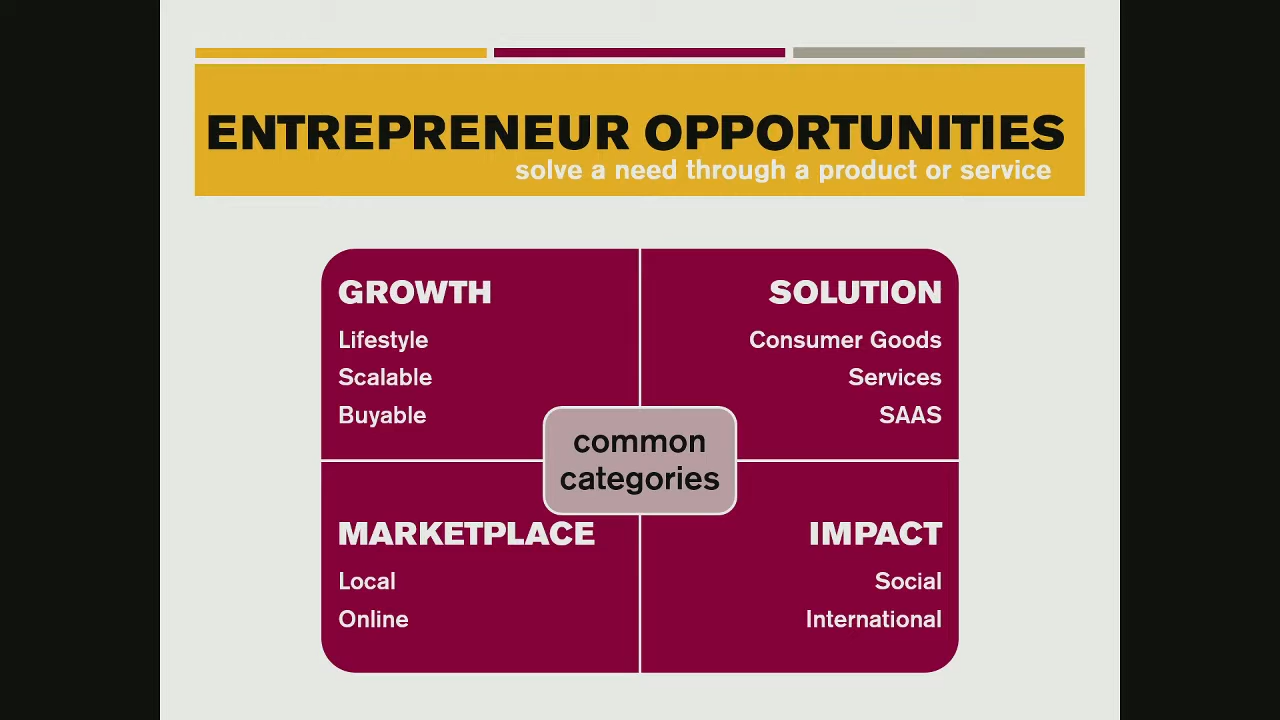 ENTREPRENEUR OPPORTUNITIES
solve a need through a product or service
GROWTH
Lifestyle
Scalable
Buyable
SOLUTION
Consumer Goods
Services
SAAS
common
categories
MARKETPLACE
Local
Online
IMPACT
Social
International